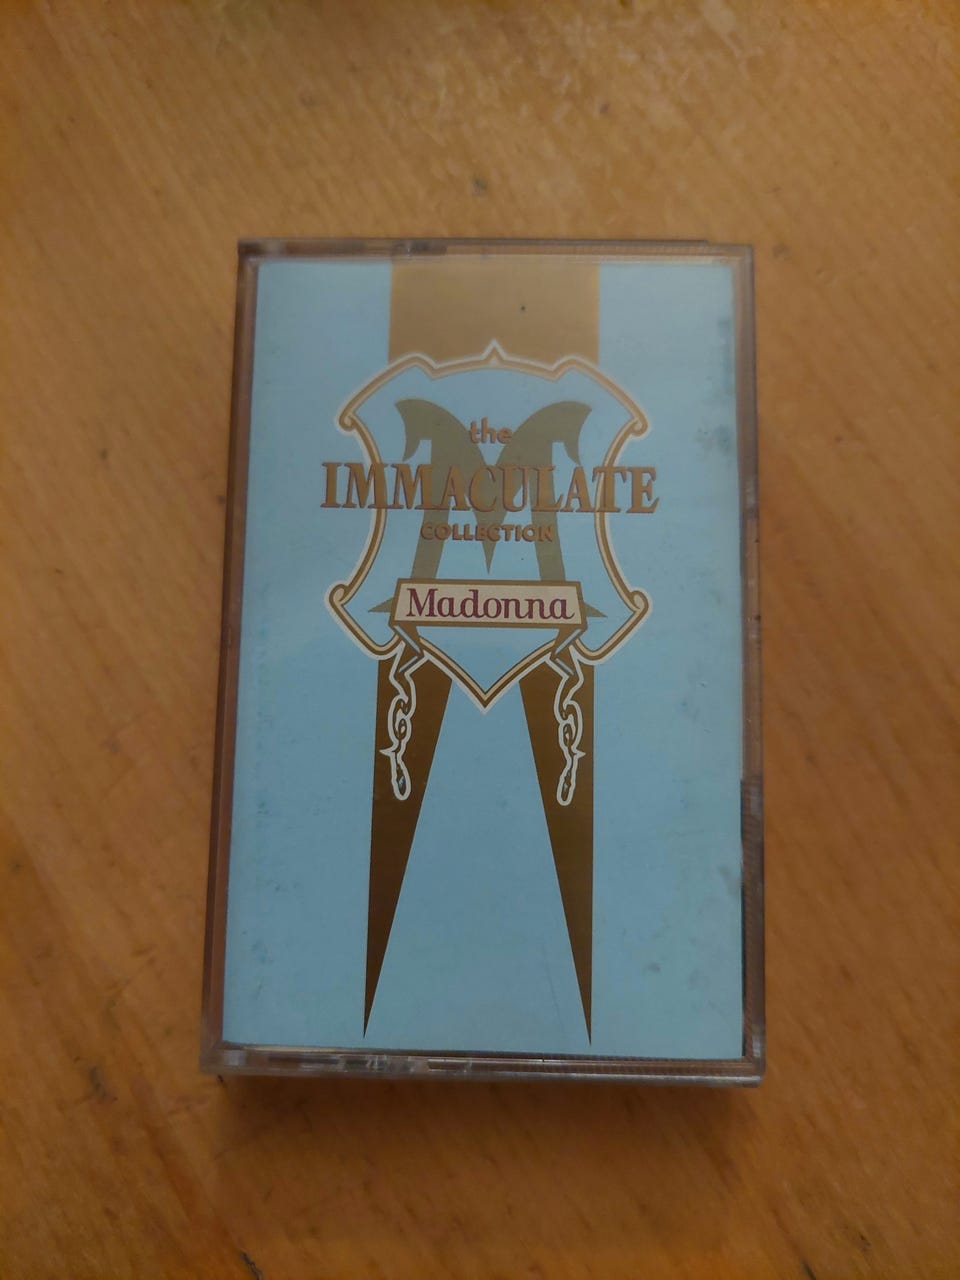 the
IMMACULATE
COLLECTION
Madonna